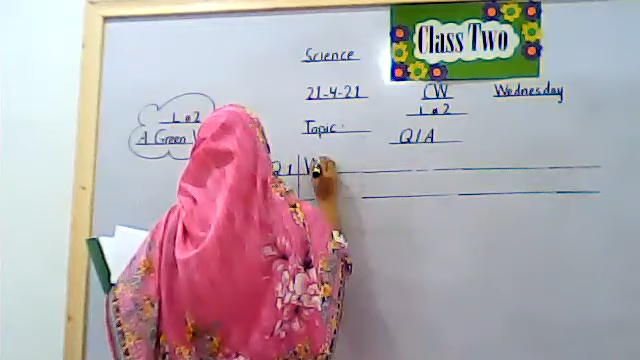 Class Two
Science
21-4-21 CW Wednesday
L # 2
Topic: Q/A
L # 2
A Green
Q1